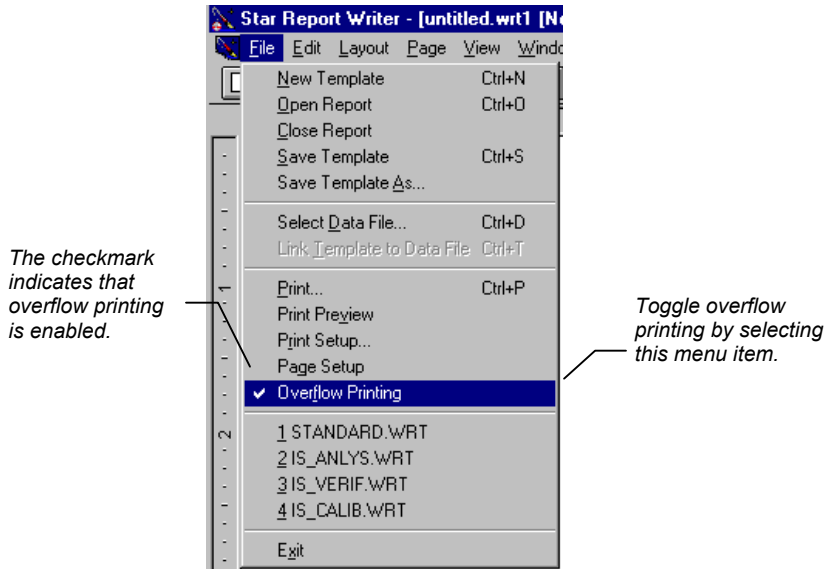 Star Report Writer - [untitled.wrt1 [N
File Edit Layout Page View Windo
New Template Ctrl+N
Open Report Ctrl+O
Close Report
Save Template Ctrl+S
Save Template As...
Select Data File... Ctrl+D
Link Template to Data File Ctrl+T
Print... Ctrl+P
Print Preview
Print Setup...
Page Setup
Overflow Printing
1 STANDARD.WRT
2 IS_ANLYS.WRT
3 IS_VERIF.WRT
4 IS_CALIB.WRT
Exit
1
2
The checkmark
indicates that
overflow printing
is enabled.
Toggle overflow
printing by selecting
this menu item.